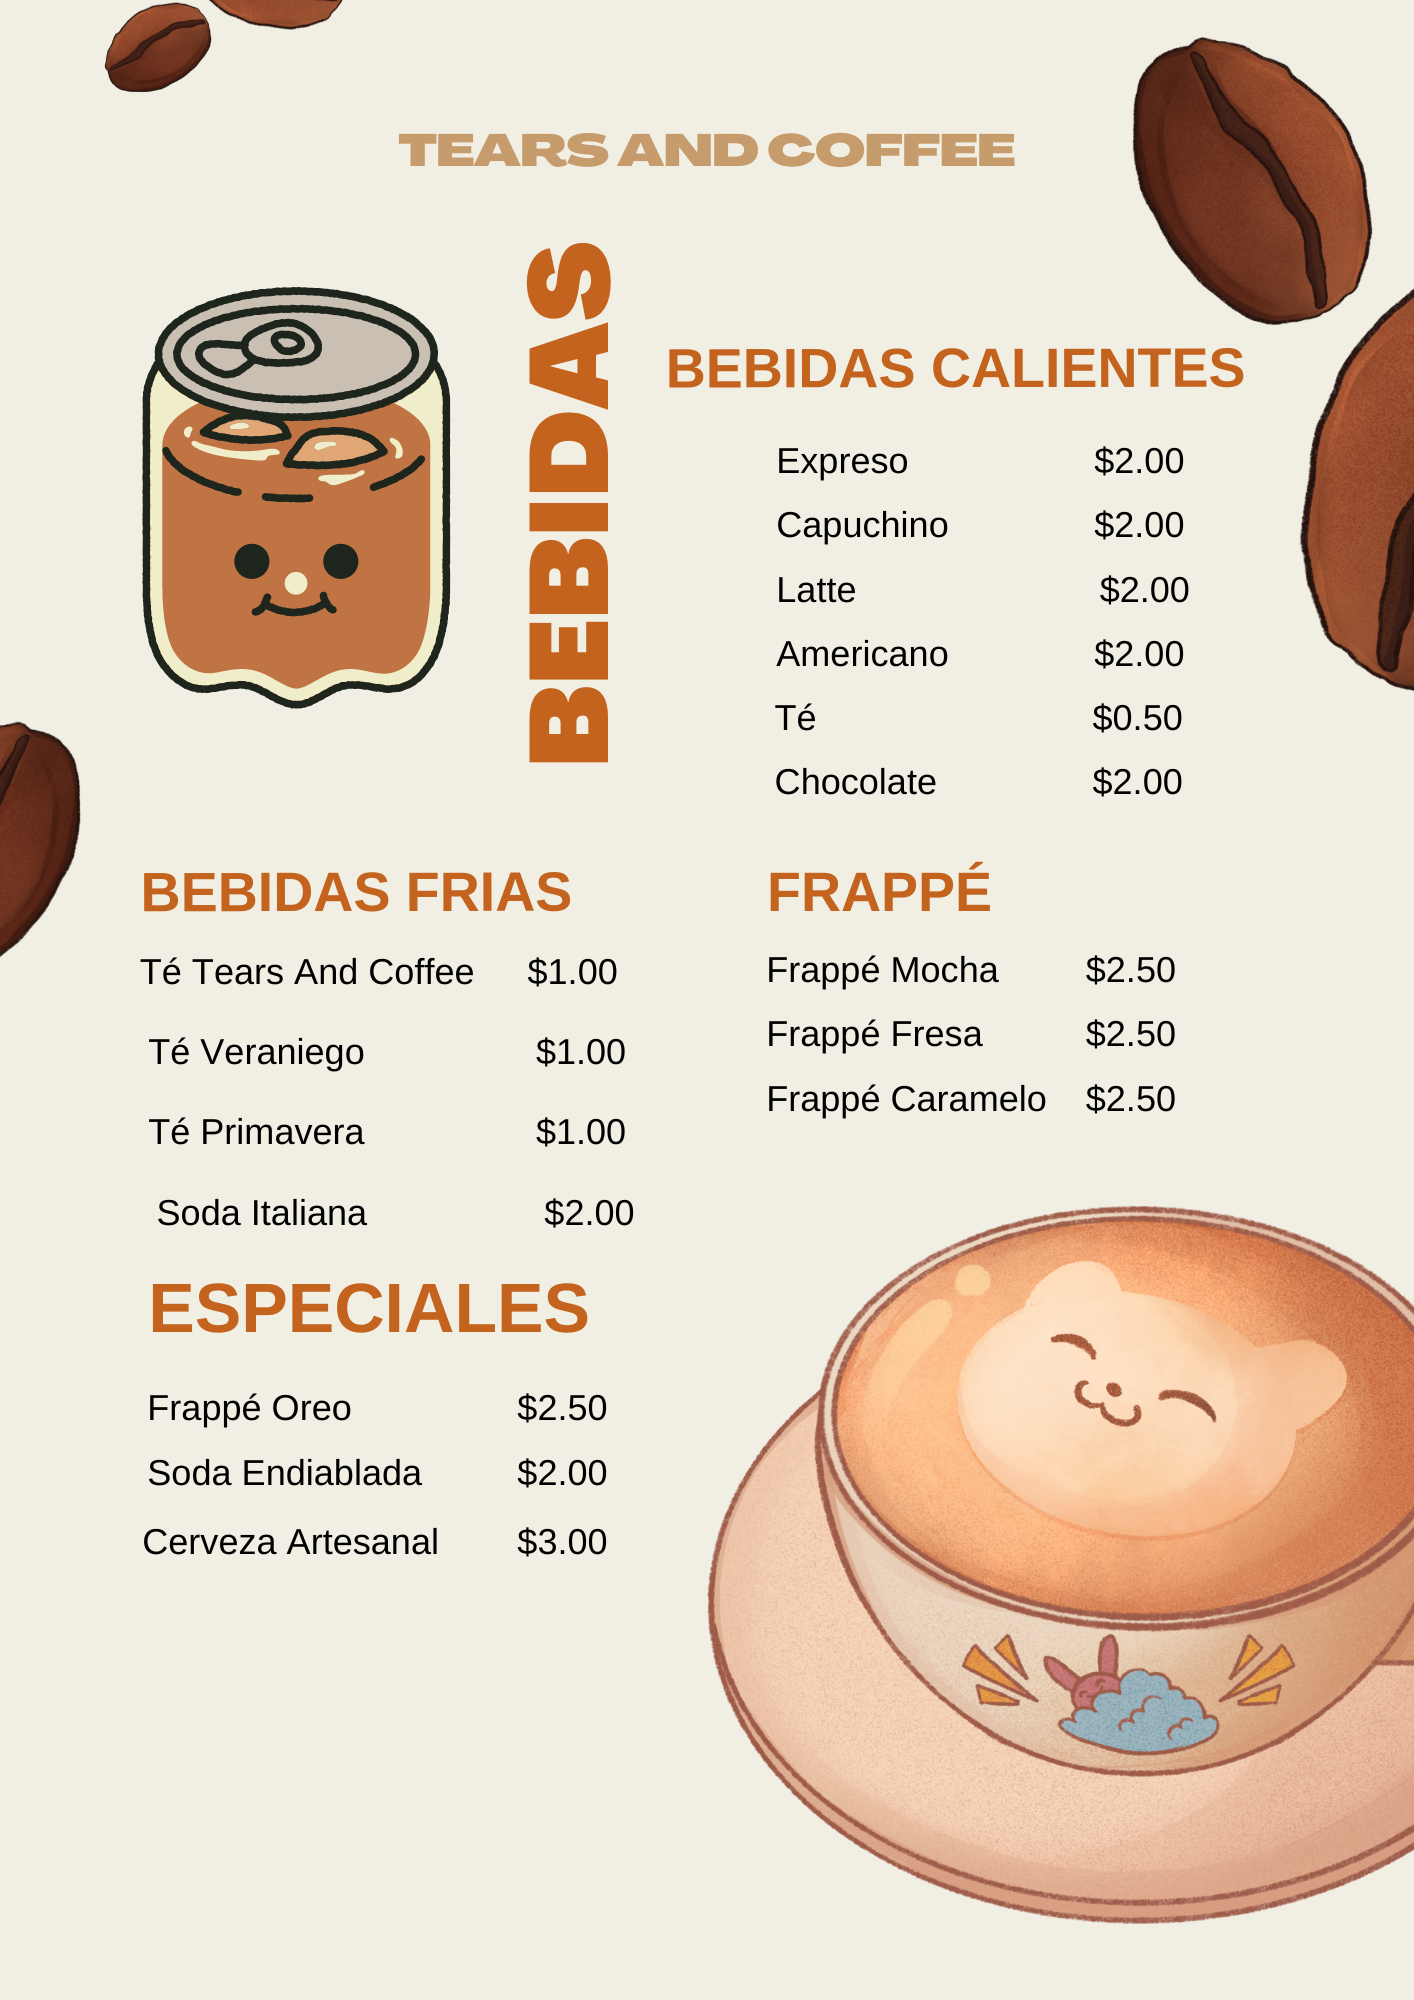 TEARS AND COFFEE
BEBIDAS
BEBIDAS CALIENTES
Expreso $2.00
Capuchino $2.00
Latte $2.00
Americano $2.00
Té $0.50
Chocolate $2.00
BEBIDAS FRIAS
Té Tears And Coffee $1.00
Té Veraniego $1.00
Té Primavera $1.00
Soda Italiana $2.00
FRAPPÉ
Frappé Mocha $2.50
Frappé Fresa $2.50
Frappé Caramelo $2.50
ESPECIALES
Frappé Oreo $2.50
Soda Endiablada $2.00
Cerveza Artesanal $3.00